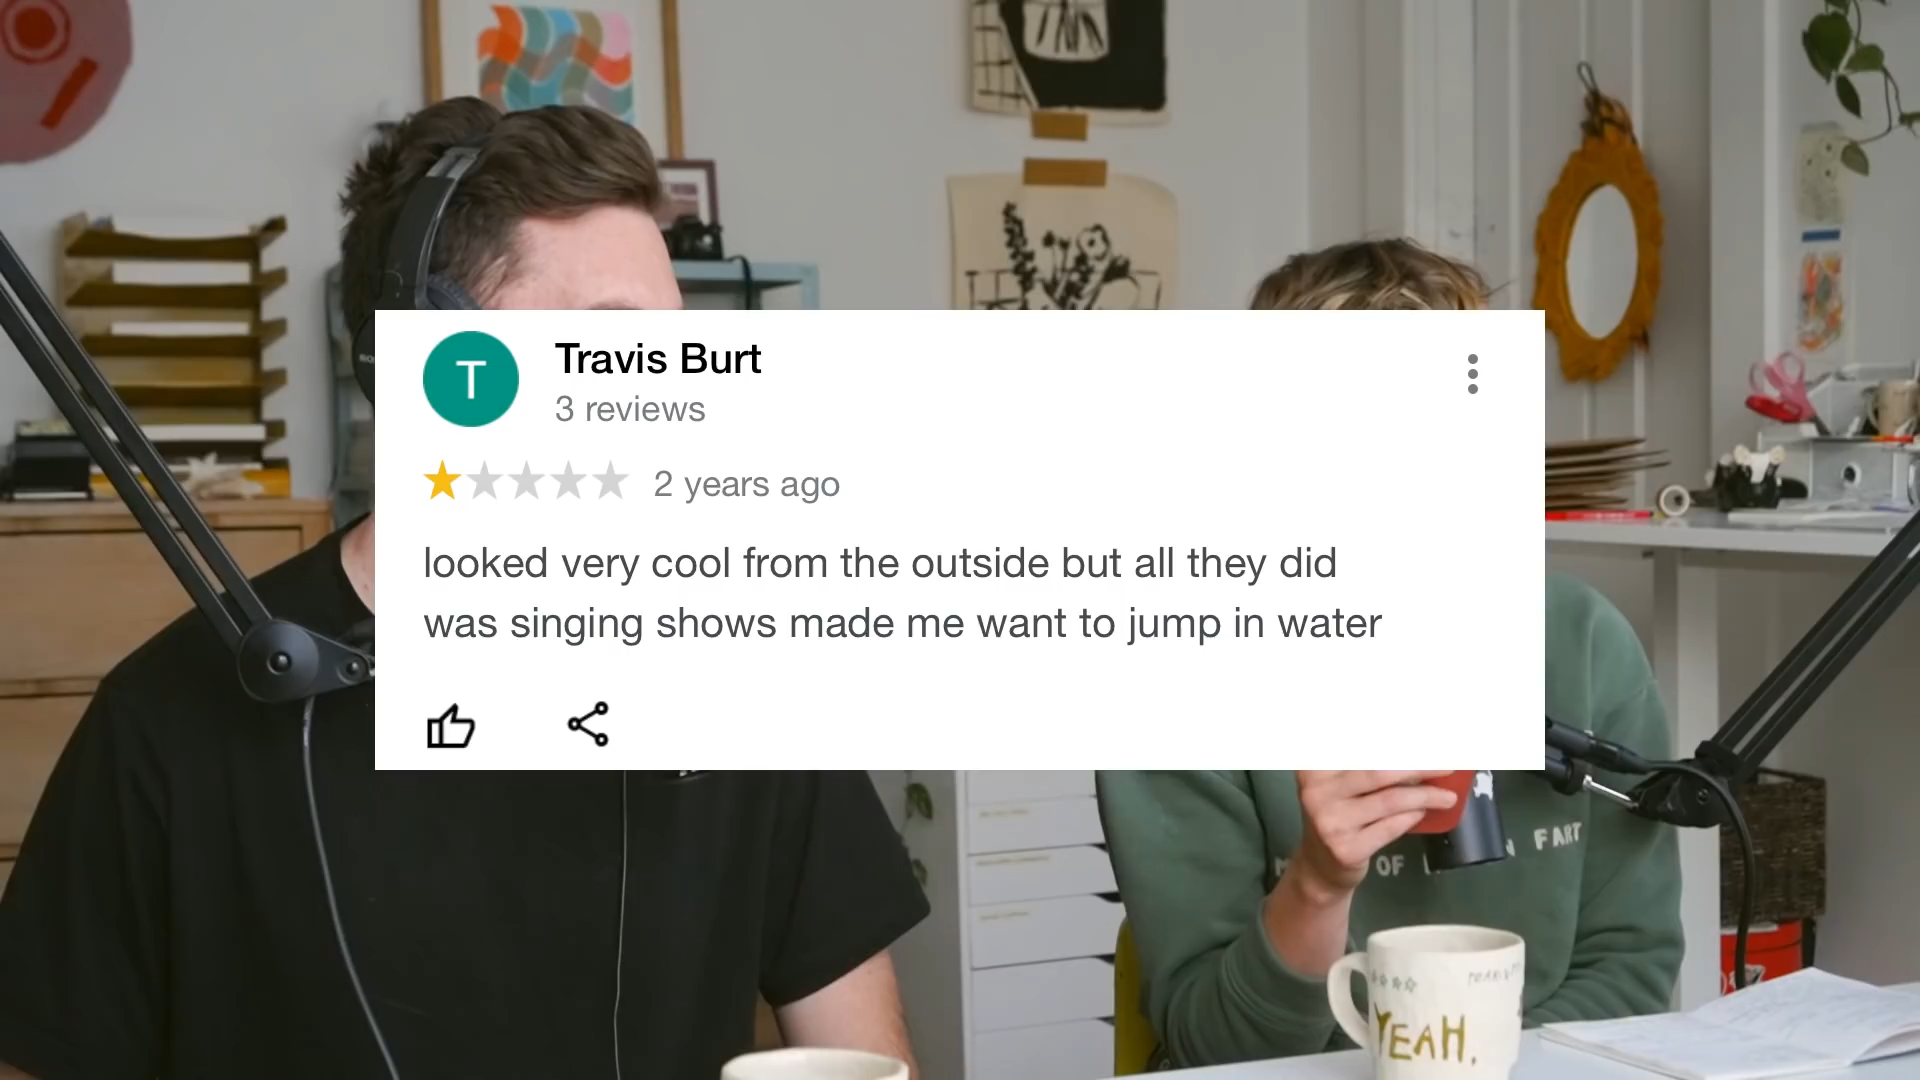 T
Travis Burt
3 reviews
2 years ago
looked very cool from the outside but all they did
was singing shows made me want to jump in water
OF
FART
YEAH,